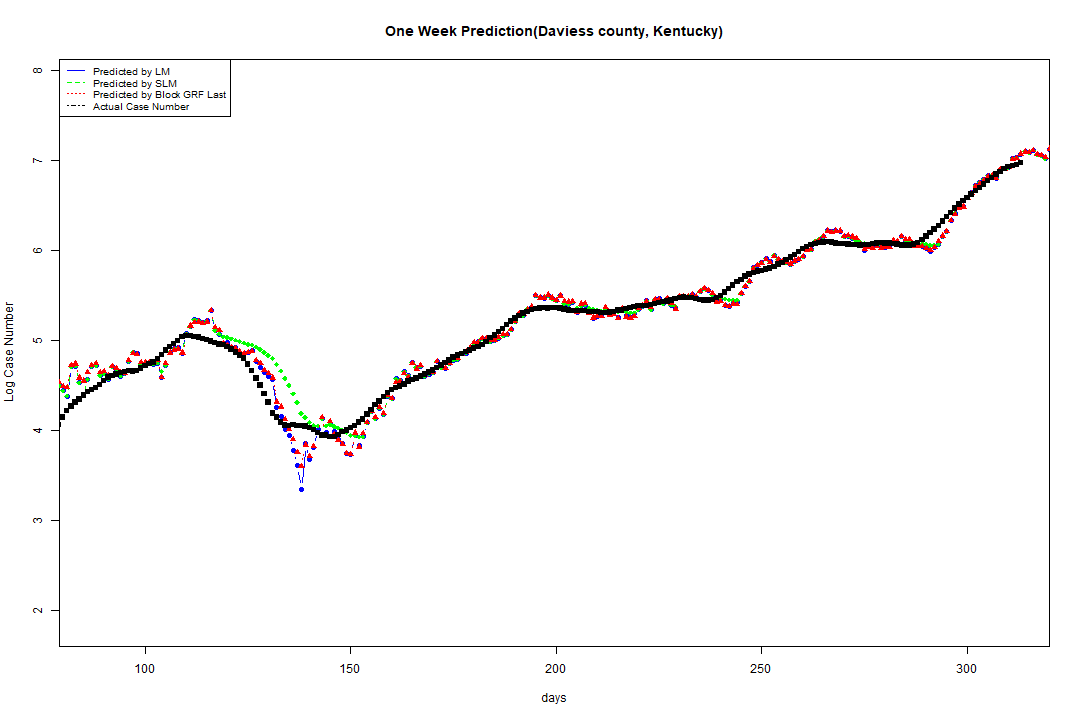 One Week Prediction(Daviess county, Kentucky)
Predicted by LM
Predicted by SLM
Predicted by Block GRF Last
Actual Case Number
8
7
6
5
4
3
2
Log Case Number
100 150 200 250 300
days